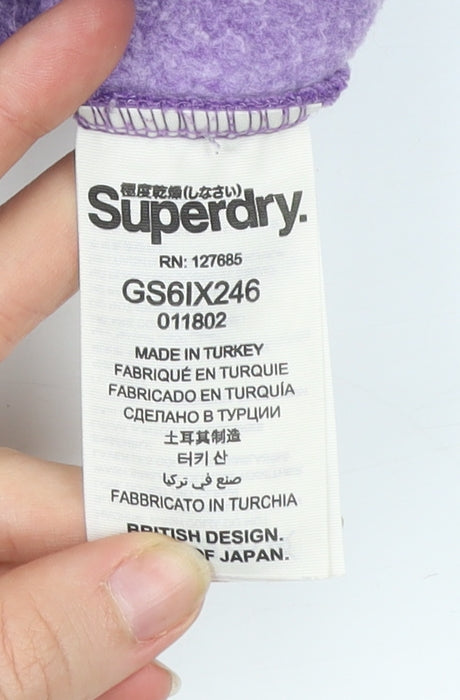 極度乾燥(しなさい)
Superdry.
RN: 127685
GS6IX246
011802
MADE IN TURKEY
FABRIQUÉ EN TURQUIE
FABRICADO EN TURQUÍA
СДЕЛАНО В ТУРЦИИ
土耳其制造
터키 산
صنع في تركيا
FABBRICATO IN TURCHIA
BRITISH DESIGN.
OF JAPAN.